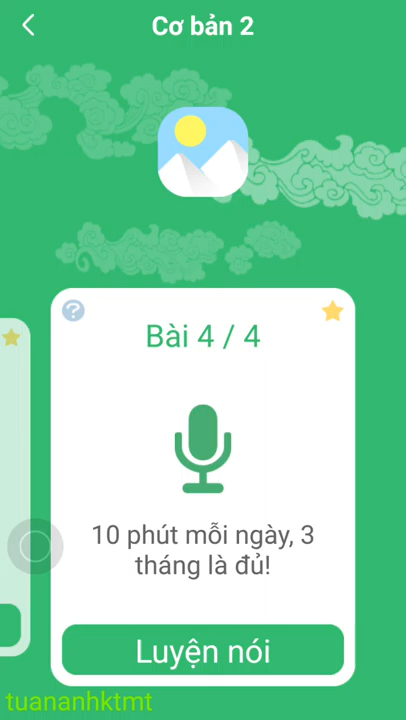 Cơ bản 2
?
Bài 4 / 4
10 phút mỗi ngày, 3
tháng là đủ!
Luyện nói
tuananhktmt